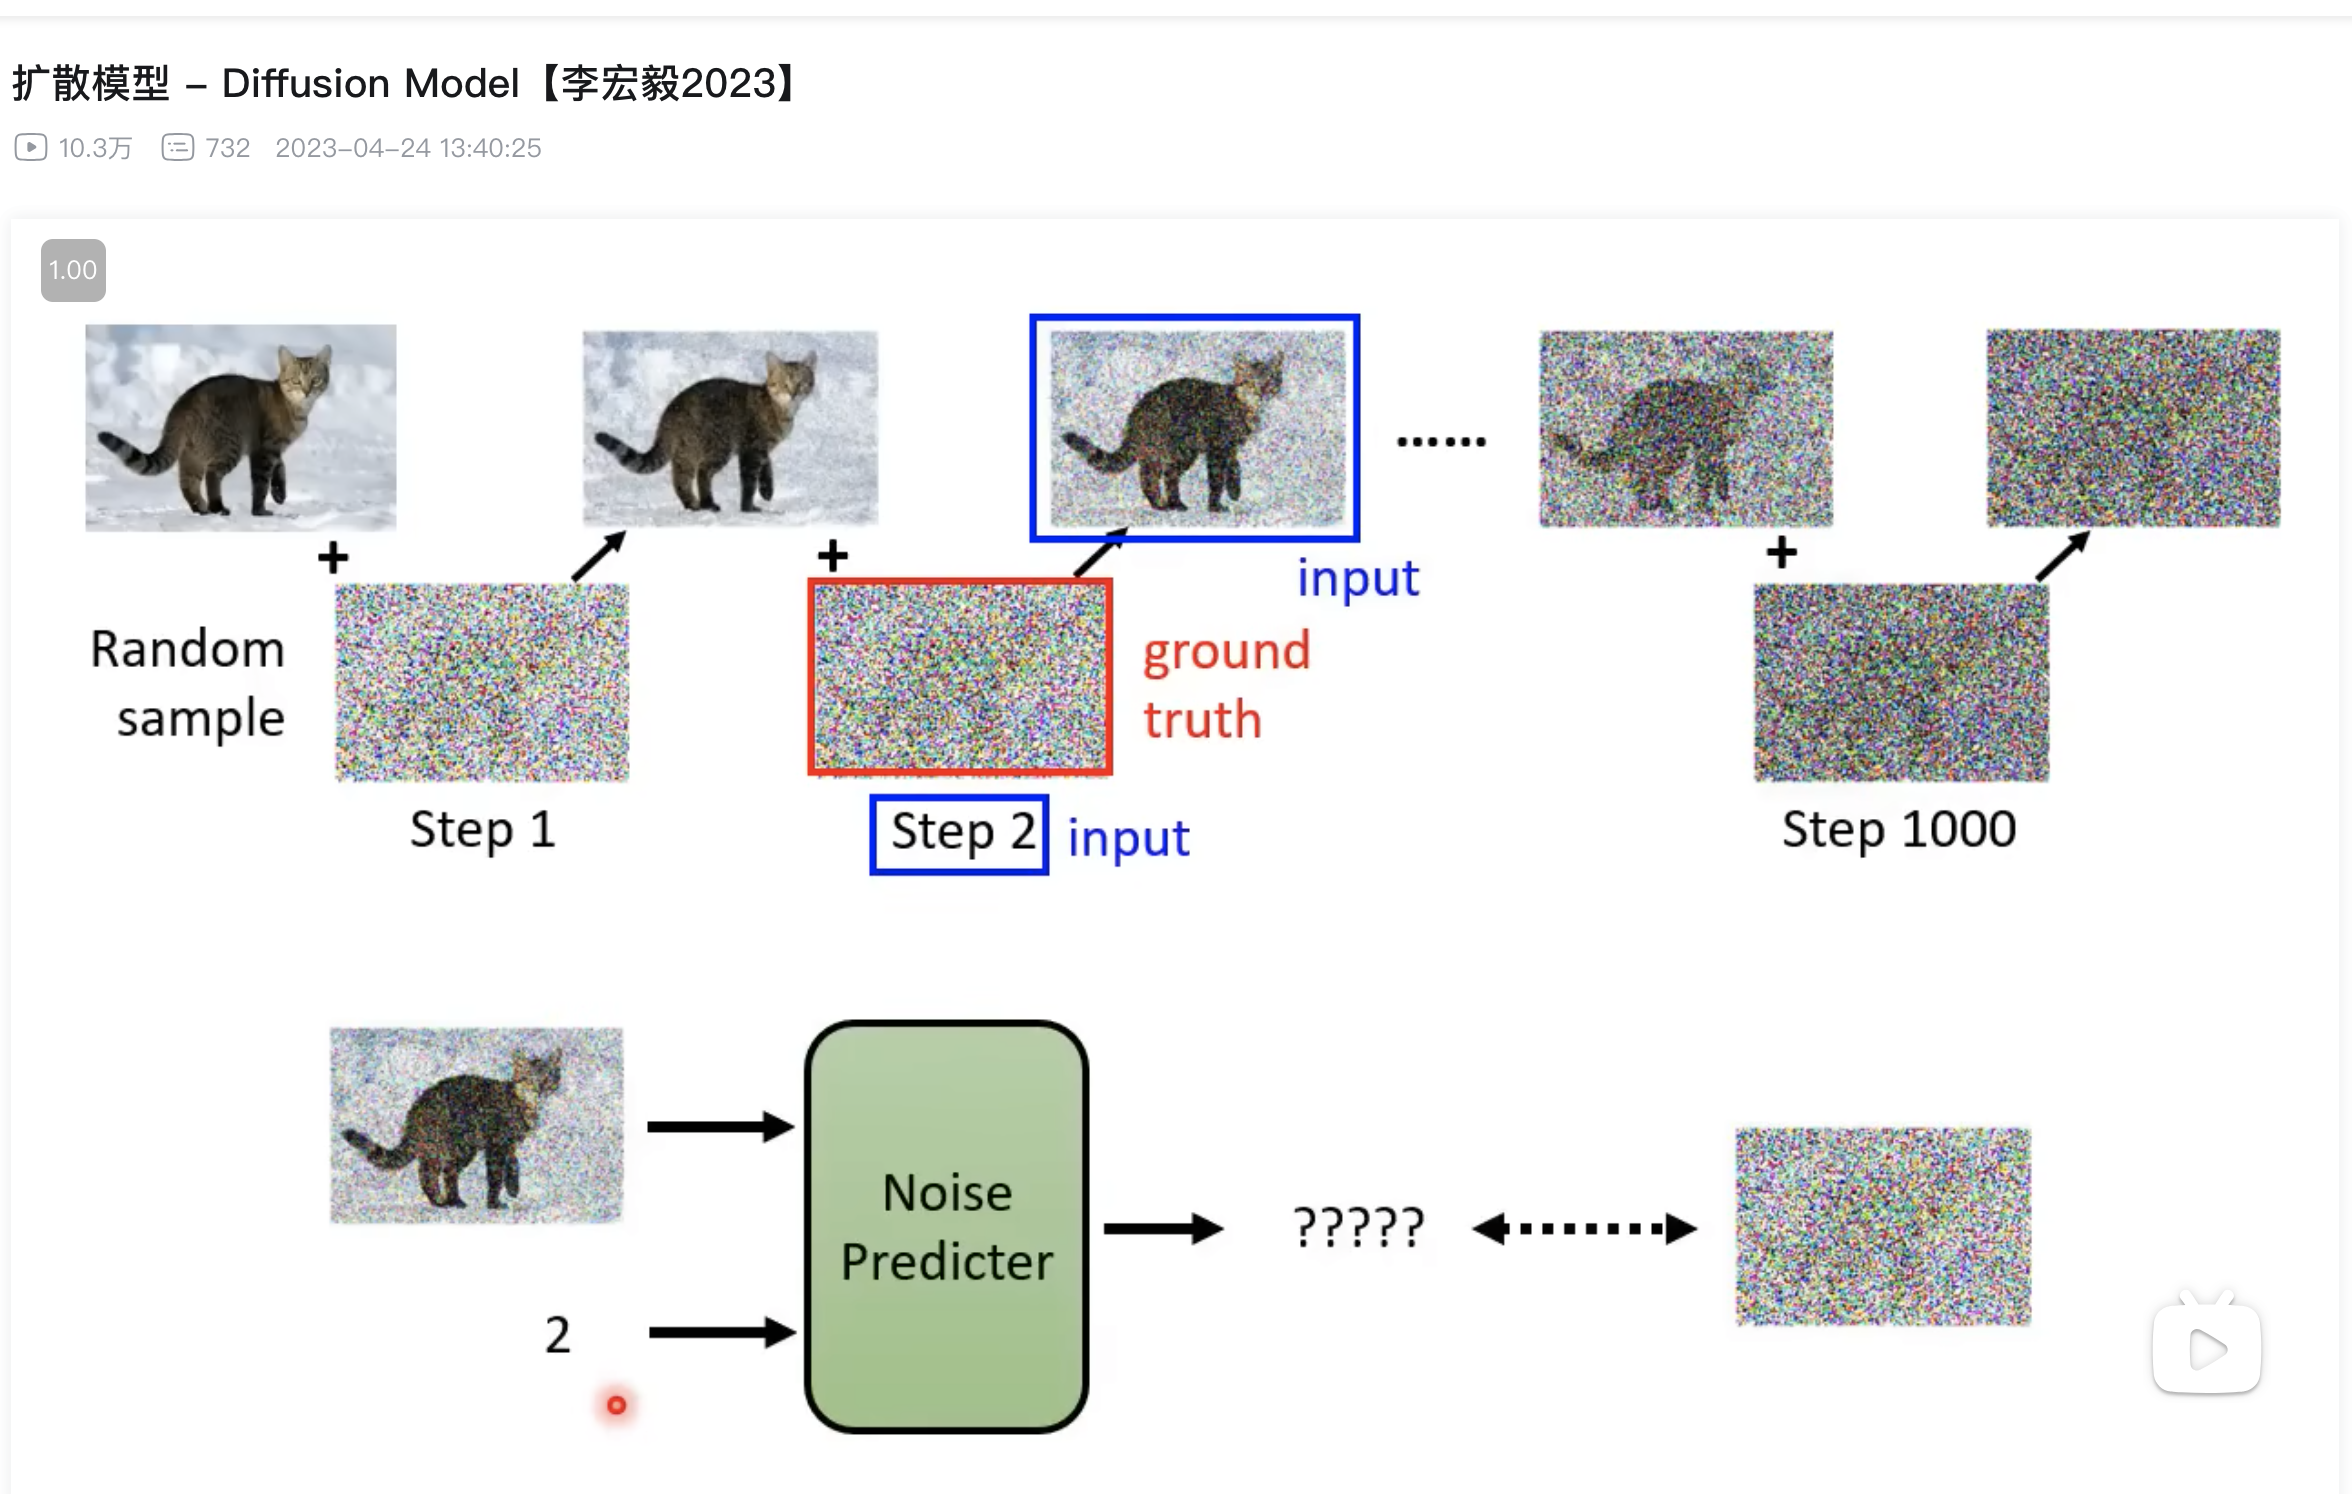 扩散模型 – Diffusion Model【李宏毅2023】
10.3万 732 2023–04–24 13:40:25
1.00
+
+
......
+
input
Random
sample
ground
truth
Step 1
Step 2
input
Step 1000
Noise
Predicter
?????
2